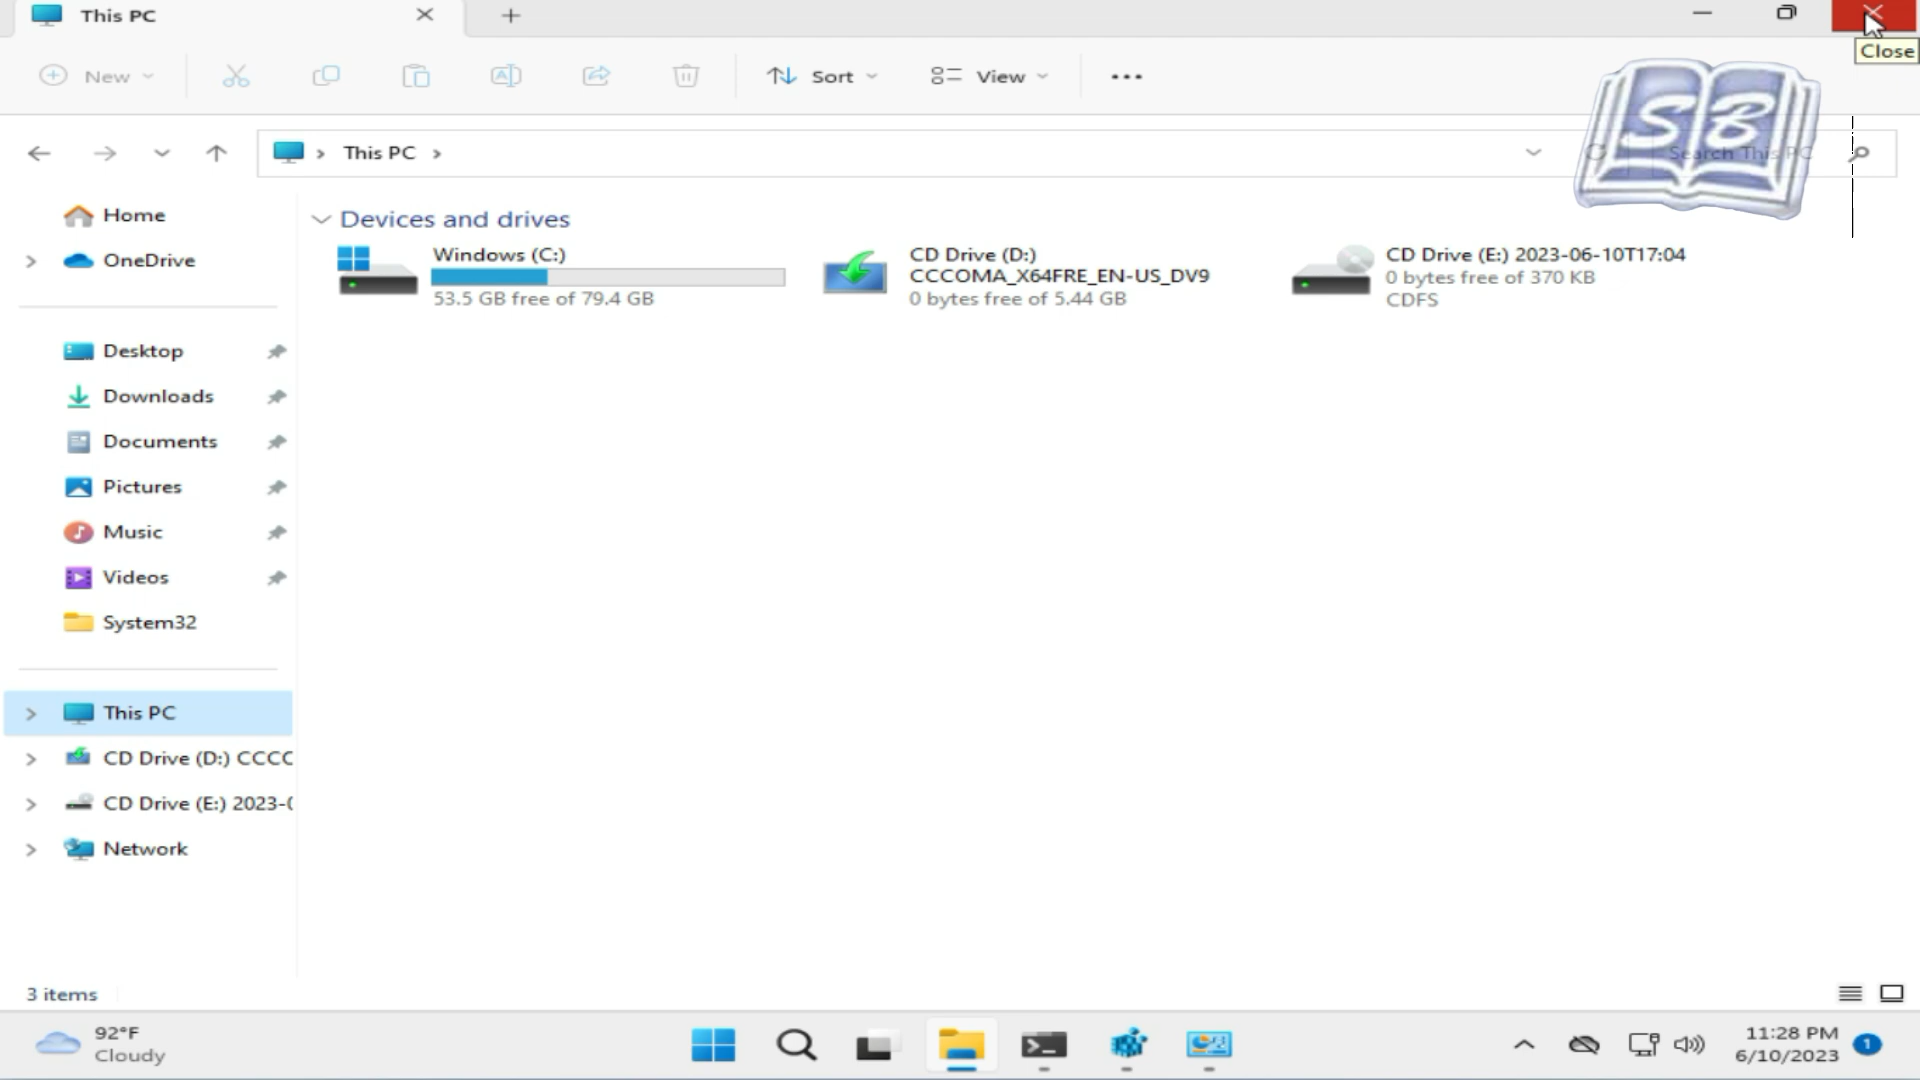 This PC
Close
New
Sort
View
This PC
Search This PC
SB
Home
OneDrive
Desktop
Downloads
Documents
Pictures
Music
Videos
System32
This PC
CD Drive (D:) CCCC
CD Drive (E:) 2023-0
Network
Devices and drives
Windows (C:)
53.5 GB free of 79.4 GB
CD Drive (D:)
CCCOMA_X64FRE_EN-US_DV9
0 bytes free of 5.44 GB
CD Drive (E:) 2023-06-10T17:04
0 bytes free of 370 KB
CDFS
3 items
92°F
Cloudy
11:28 PM
6/10/2023
1